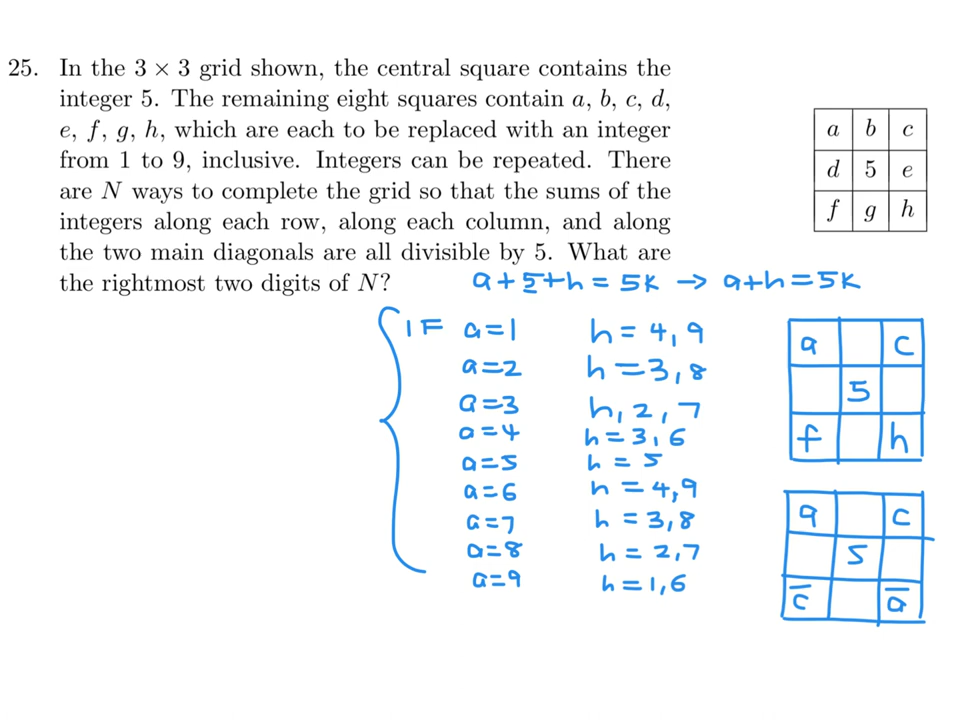 25. In the 3 × 3 grid shown, the central square contains the
integer 5. The remaining eight squares contain a, b, c, d,
e, f, g, h, which are each to be replaced with an integer
from 1 to 9, inclusive. Integers can be repeated. There
are N ways to complete the grid so that the sums of the
integers along each row, along each column, and along
the two main diagonals are all divisible by 5. What are
the rightmost two digits of N?
a b c
d 5 e
f g h
a+5+h=5K → a+h=5K
IF a=1 h=4,9
a=2 h=3,8
a=3 h,2,7
a=4 h=3,6
a=5 h=5
a=6 h=4,9
a=7 h=3,8
a=8 h=2,7
a=9 h=1,6
a c
5
f h
a c
5
c̅ a̅